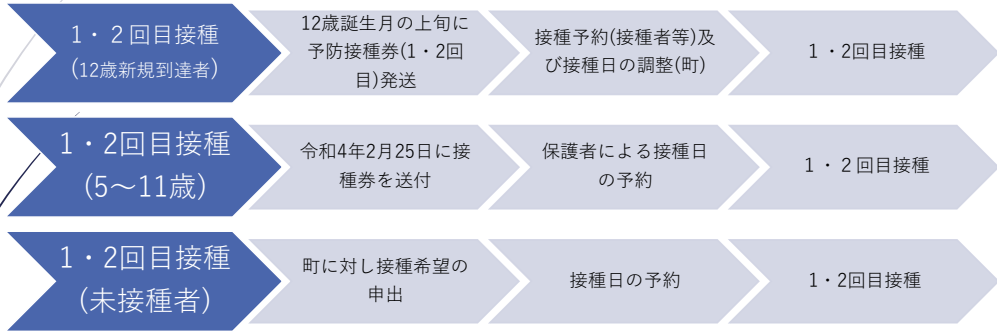 1・２回目接種
(12歳新規到達者)
12歳誕生月の上旬に
予防接種券(1・2回
目)発送
接種予約(接種者等)及
び接種日の調整(町)
１・2回目接種
1・2回目接種
(5～11歳)
令和4年2月25日に接
種券を送付
保護者による接種日
の予約
1・２回目接種
1・2回目接種
(未接種者)
町に対し接種希望の
申出
接種日の予約
1・2回目接種